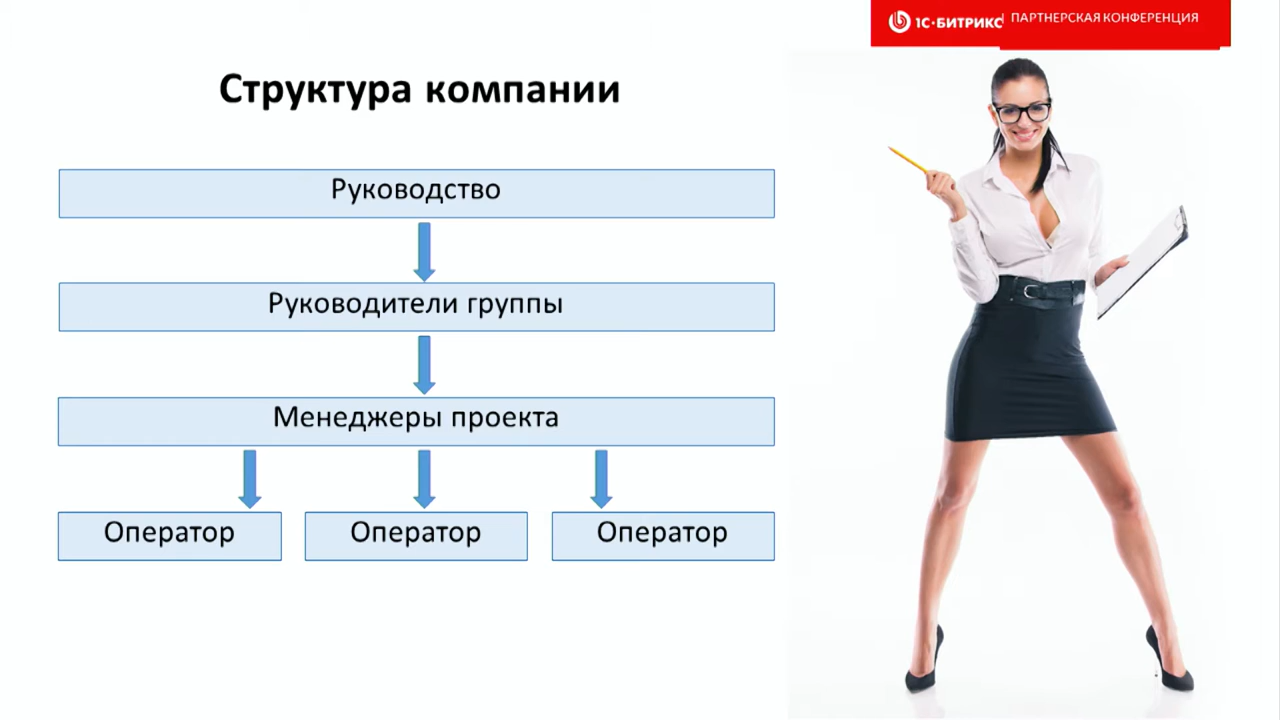 1С·БИТРИКС ПАРТНЕРСКАЯ КОНФЕРЕНЦИЯ
Структура компании
Руководство
Руководители группы
Менеджеры проекта
Оператор Оператор Оператор